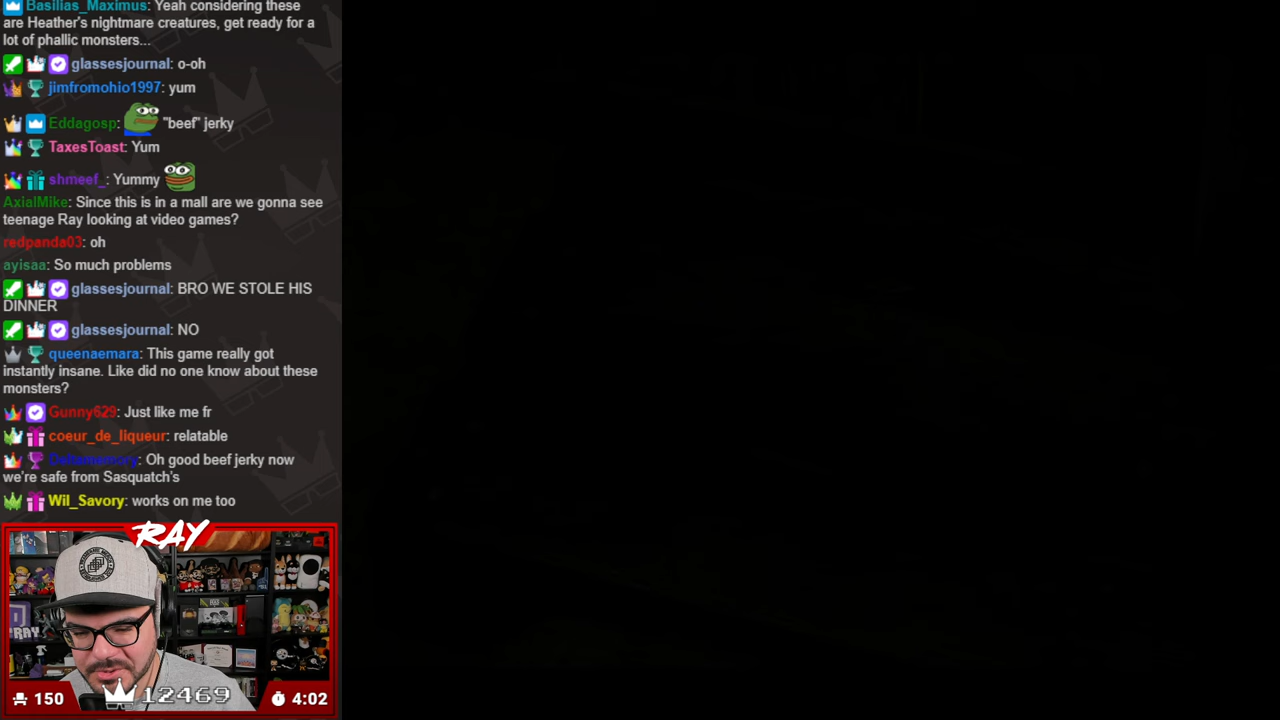 Basilias_Maximus: Yeah considering these
are Heather's nightmare creatures, get ready for a
lot of phallic monsters...
glassesjournal: o-oh
jimfromohio1997: yum
Eddagosp: "beef" jerky
TaxesToast: Yum
shmeef_: Yummy
AxialMike: Since this is in a mall are we gonna see
teenage Ray looking at video games?
redpanda03: oh
ayisaa: So much problems
glassesjournal: BRO WE STOLE HIS
DINNER
glassesjournal: NO
queenaemara: This game really got
instantly insane. Like did no one know about these
monsters?
Gunny629: Just like me fr
coeur_de_liqueur: relatable
: Oh good beef jerky now
we're safe from Sasquatch's
Wil_Savory: works on me too
RAY
150
12469
4:02